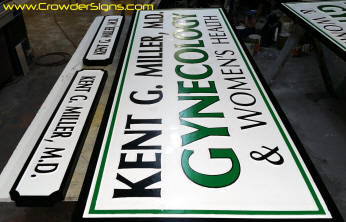 www.CrowderSigns.com
KENT G. MILLER, M.D.
KENT G. MILLER, M.D.
KENT G. MILLER, M.D.
GYNECOLOGY
& WOMEN'S HEALTH